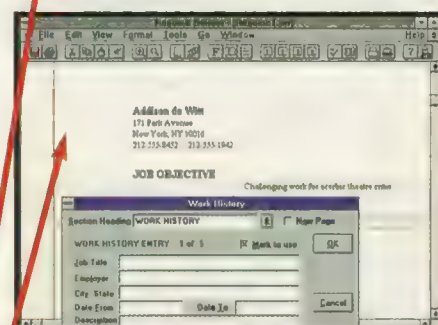 File Edit View Format Tools Go Window Help
Addison de Witt
171 Park Avenue
New York, NY 10016
212-555-8452 212-555-1942
JOB OBJECTIVE
Challenging work for acerbic theatre critic
Work History
Section Heading WORK HISTORY New Page
WORK HISTORY ENTRY 1 of 1 Mark to use OK
Job Title
Employer
City, State
Date From Date To Cancel
Description